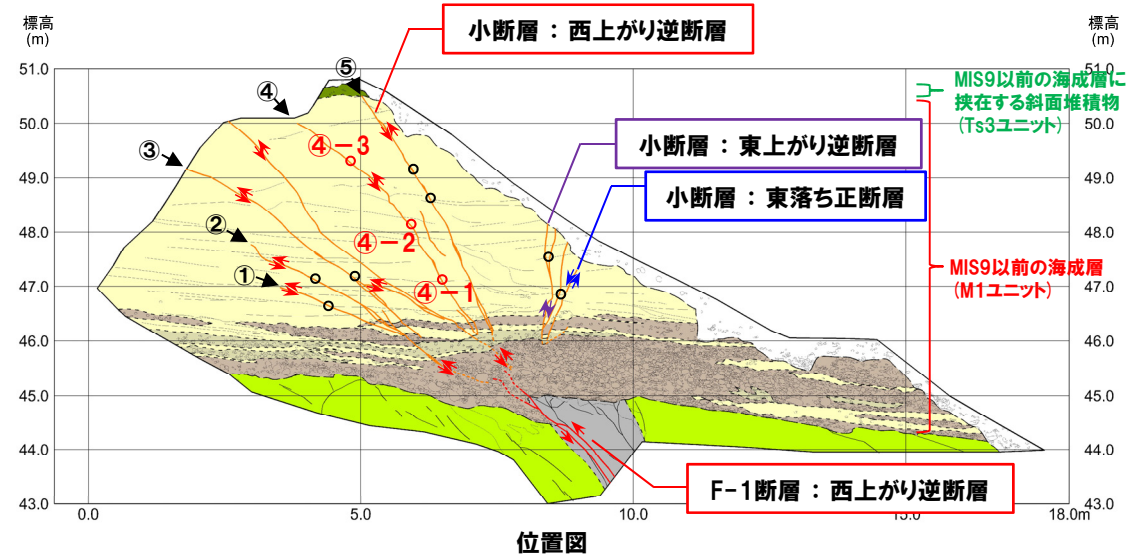 標高
(m)
標高
(m)
小断層 : 西上がり逆断層
51.0
50.0
49.0
48.0
47.0
46.0
45.0
44.0
43.0
51.0
50.0
49.0
48.0
47.0
46.0
45.0
44.0
43.0
⑤
④
③
②
①
④-3
④-2
④-1
MIS9以前の海成層に
挟在する斜面堆積物
(Ts3ユニット)
小断層 : 東上がり逆断層
小断層 : 東落ち正断層
MIS9以前の海成層
(M1ユニット)
F-1断層 : 西上がり逆断層
0.0
5.0
10.0
15.0
18.0m
位置図